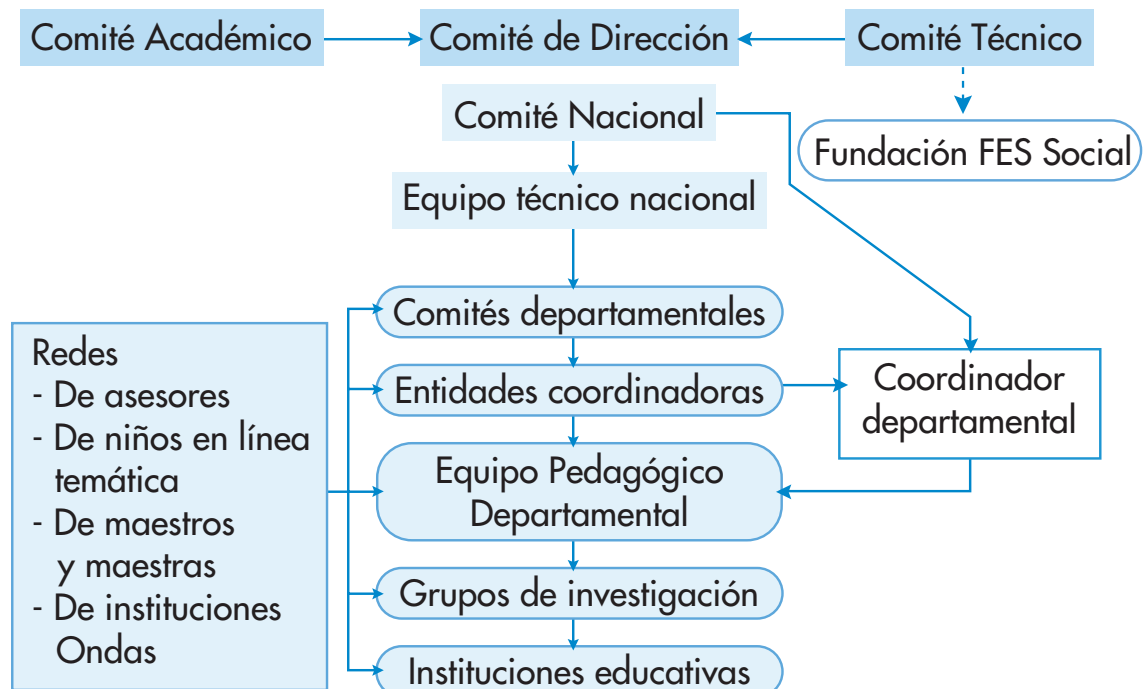 Comité Académico
Comité de Dirección
Comité Técnico
Comité Nacional
Fundación FES Social
Equipo técnico nacional
Comités departamentales
Redes
- De asesores
- De niños en línea
temática
- De maestros
y maestras
- De instituciones
Ondas
Entidades coordinadoras
Coordinador
departamental
Equipo Pedagógico
Departamental
Grupos de investigación
Instituciones educativas